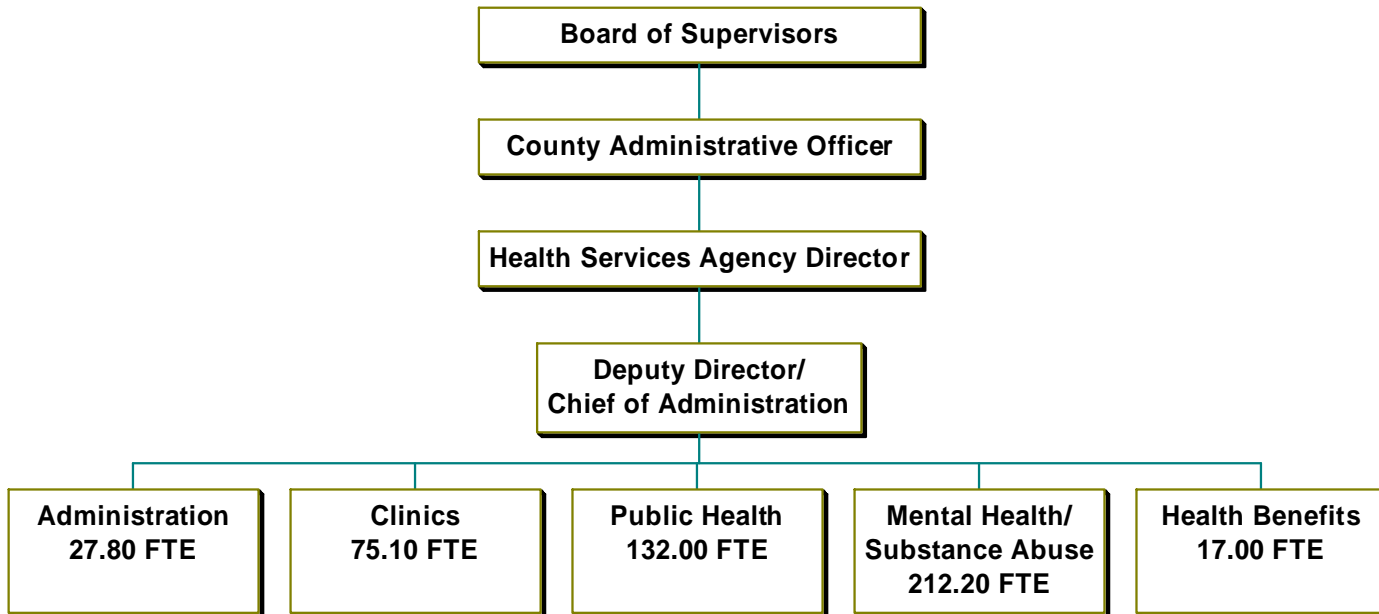 Board of Supervisors
County Administrative Officer
Health Services Agency Director
Deputy Director/
Chief of Administration
Administration
27.80 FTE
Clinics
75.10 FTE
Public Health
132.00 FTE
Mental Health/
Substance Abuse
212.20 FTE
Health Benefits
17.00 FTE